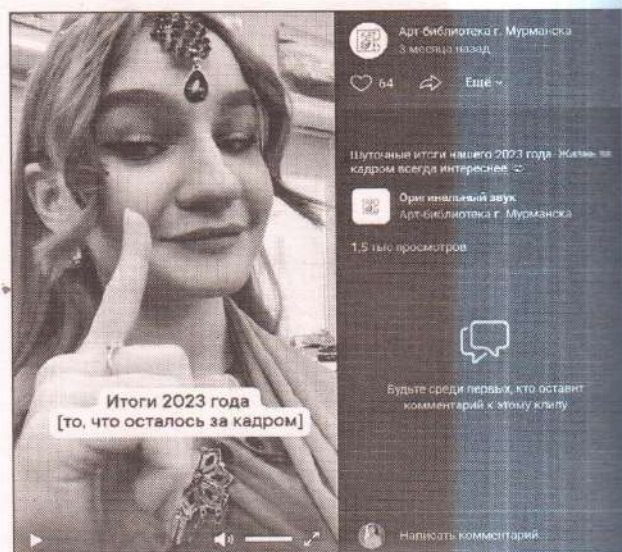 Итоги 2023 года
[то, что осталось за кадром]
Арт-библиотека г. Мурманска
3 месяца назад
64
Ещё
Шуточные итоги нашего 2023 года. Жизнь за
кадром всегда интереснее
Оригинальный звук
Арт-библиотека г. Мурманска
1,5 тыс просмотров
Будьте среди первых, кто оставит
комментарий к этому клипу
Написать комментарий...